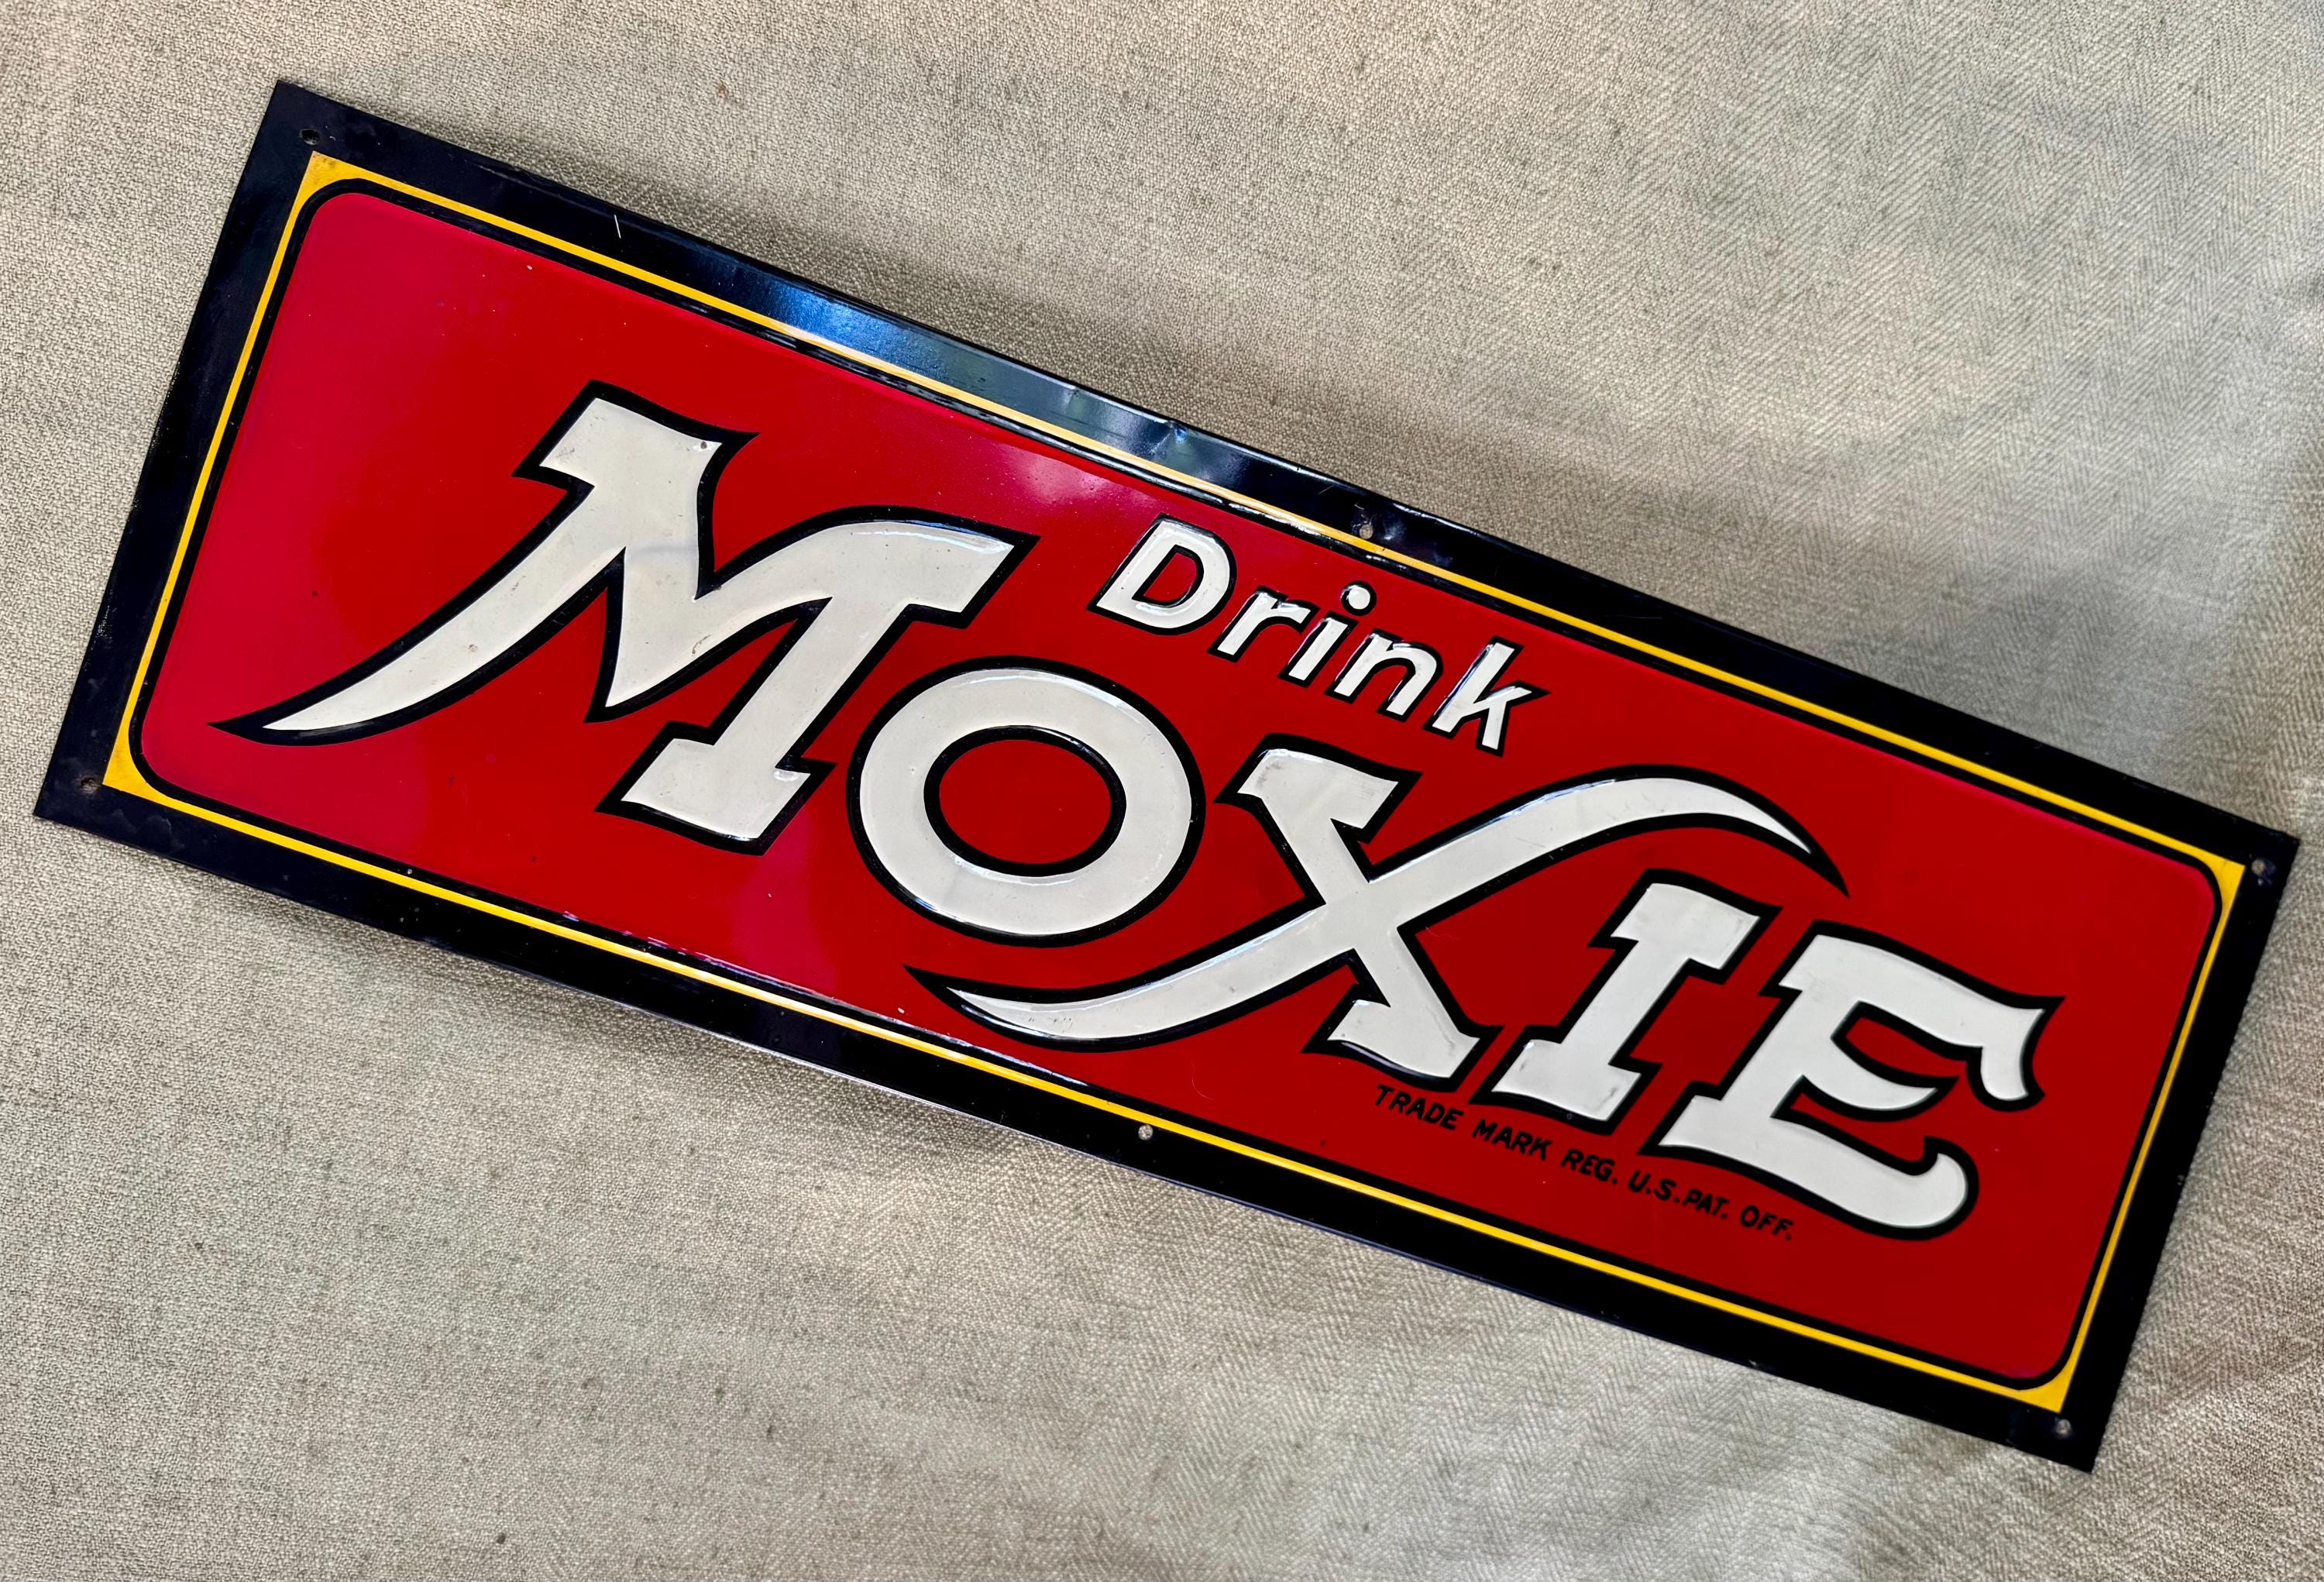 Drink
MOXIE
TRADE MARK REG. U.S. PAT. OFF.